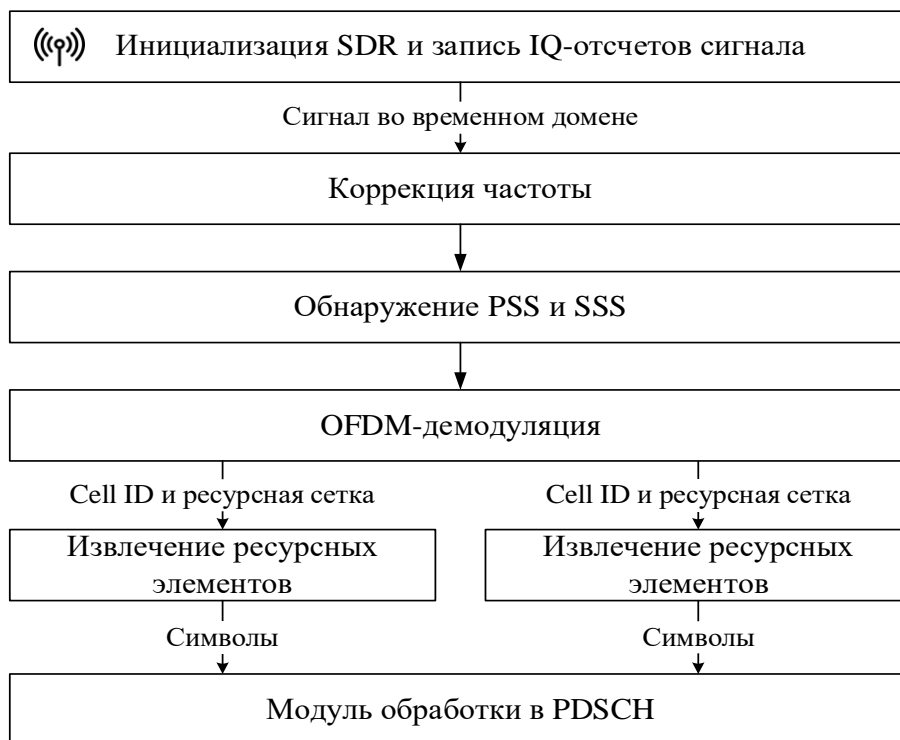 Инициализация SDR и запись IQ-отсчетов сигнала
Сигнал во временном домене
Коррекция частоты
Обнаружение PSS и SSS
OFDM-демодуляция
Cell ID и ресурсная сетка
Cell ID и ресурсная сетка
Извлечение ресурсных
элементов
Извлечение ресурсных
элементов
Символы
Символы
Модуль обработки в PDSCH